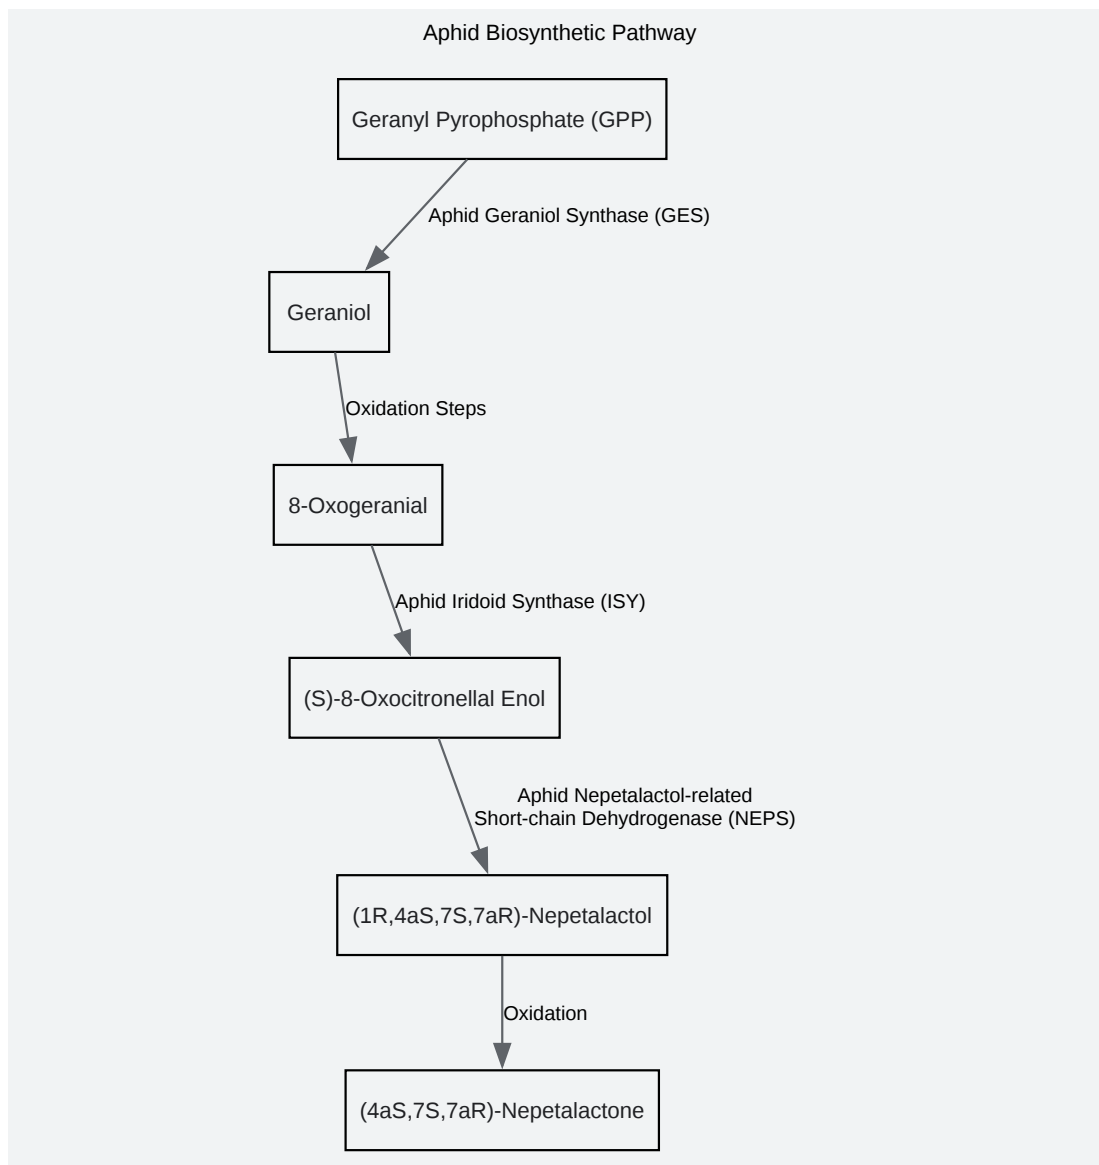 Aphid Biosynthetic Pathway
Geranyl Pyrophosphate (GPP)
Aphid Geraniol Synthase (GES)
Geraniol
Oxidation Steps
8-Oxogeranial
Aphid Iridoid Synthase (ISY)
(S)-8-Oxocitronellal Enol
Aphid Nepetalactol-related
Short-chain Dehydrogenase (NEPS)
(1R,4aS,7S,7aR)-Nepetalactol
Oxidation
(4aS,7S,7aR)-Nepetalactone